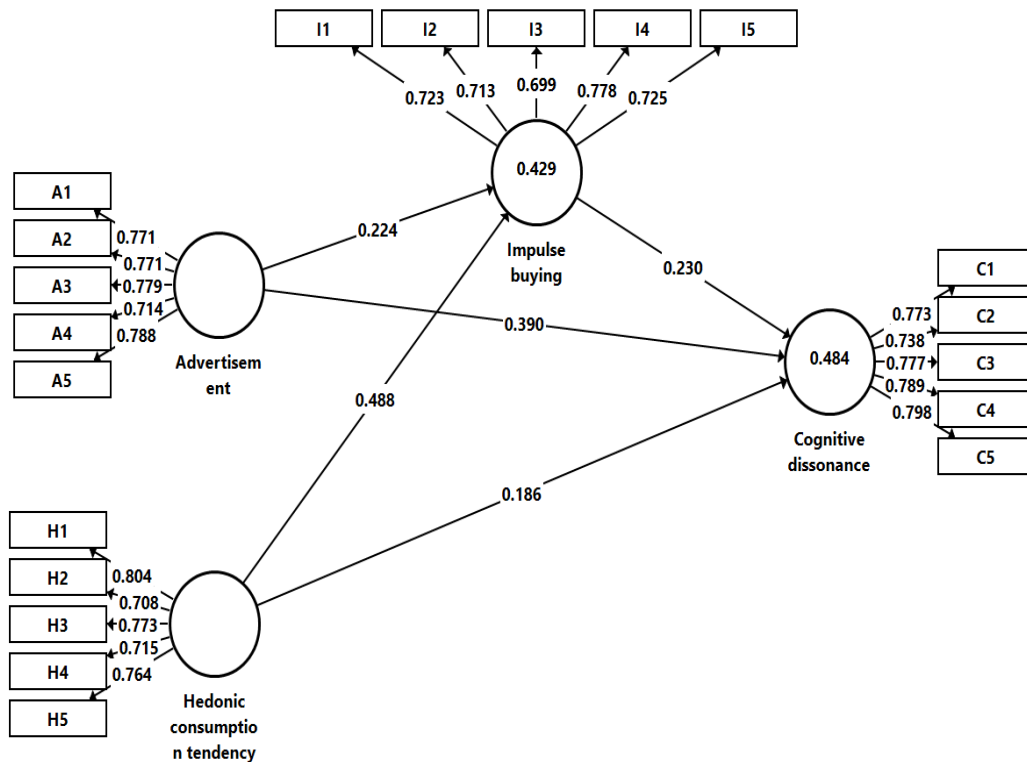 I1
I2
I3
I4
I5
0.723
0.713
0.699
0.778
0.725
0.429
Impulse
buying
A1
A2
A3
A4
A5
0.771
0.771
0.779
0.714
0.788
Advertisem
ent
0.224
0.390
0.488
0.230
0.186
0.484
Cognitive
dissonance
0.773
0.738
0.777
0.789
0.798
C1
C2
C3
C4
C5
H1
H2
H3
H4
H5
0.804
0.708
0.773
0.715
0.764
Hedonic
consumptio
n tendency